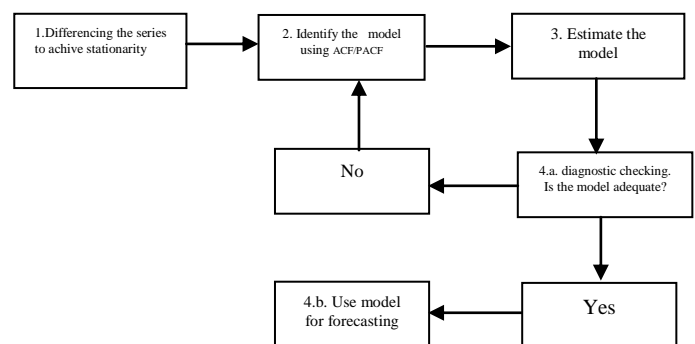 1.Differencing the series
to achive stationarity
2. Identify the model
using ACF/PACF
3. Estimate the
model
4.a. diagnostic checking.
Is the model adequate?
No
Yes
4.b. Use model
for forecasting